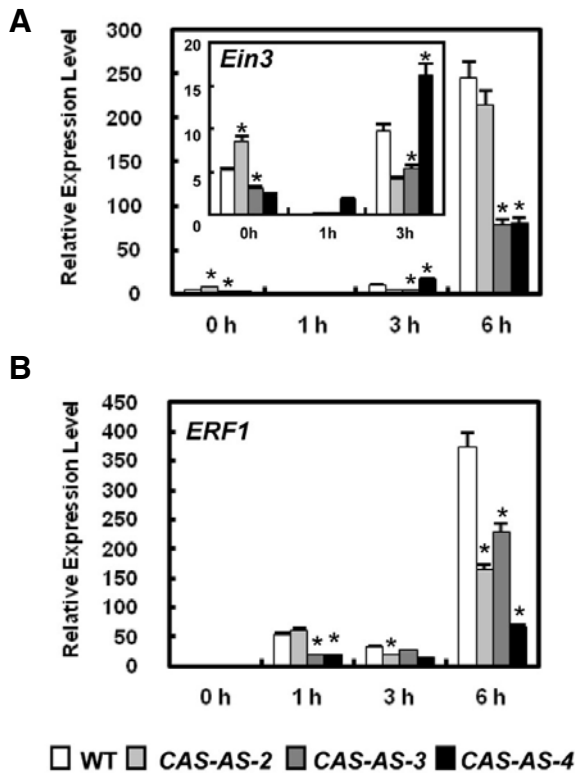 A
Relative Expression Level
300
250
200
150
100
50
0
Ein3
20
15
10
5
0
0h
1h
3h
*
*
*
*
*
*
*
*
*
*
0 h
1 h
3 h
6 h
B
Relative Expression Level
450
400
350
300
250
200
150
100
50
0
ERF1
*
*
*
*
*
*
0 h
1 h
3 h
6 h
WT CAS-AS-2 CAS-AS-3 CAS-AS-4